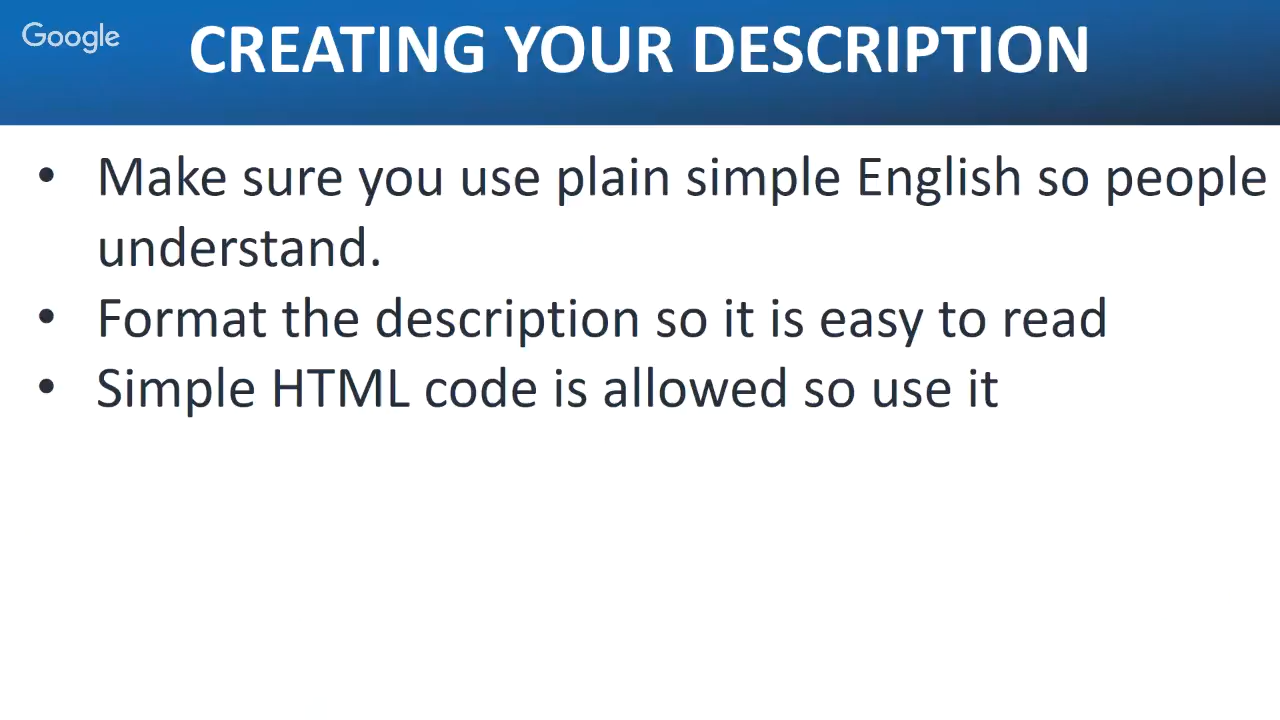 Google
CREATING YOUR DESCRIPTION
• Make sure you use plain simple English so people
understand.
• Format the description so it is easy to read
• Simple HTML code is allowed so use it